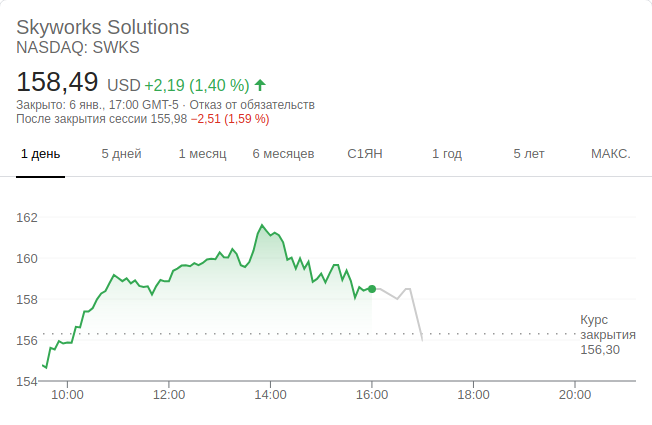 Skyworks Solutions
NASDAQ: SWKS
158,49 USD +2,19 (1,40 %)
Закрыто: 6 янв., 17:00 GMT-5 · Отказ от обязательств
После закрытия сессии 155,98 −2,51 (1,59 %)
1 день 5 дней 1 месяц 6 месяцев С1ЯН 1 год 5 лет МАКС.
162
160
158
156
154
Курс
закрытия
156,30
10:00 12:00 14:00 16:00 18:00 20:00